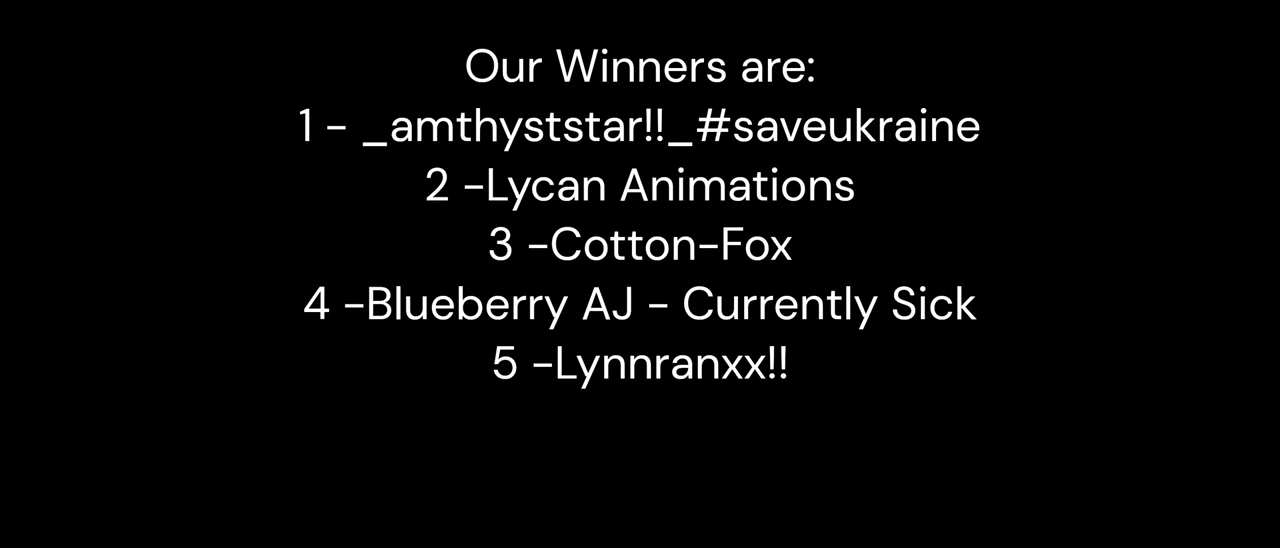 Our Winners are:
1 - _amthyststar!!_#saveukraine
2 -Lycan Animations
3 -Cotton-Fox
4 -Blueberry AJ - Currently Sick
5 -Lynnranxx!!